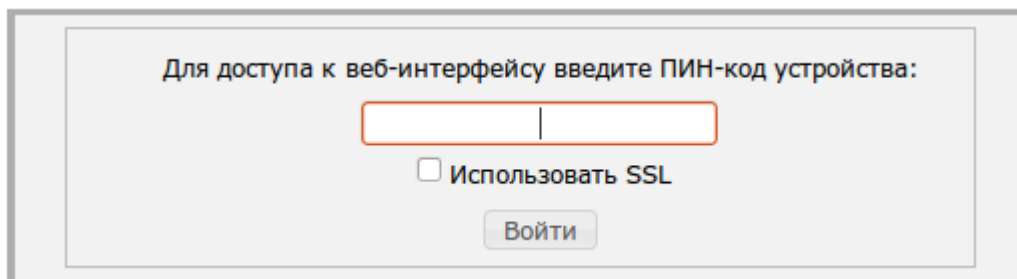 Для доступа к веб-интерфейсу введите ПИН-код устройства:
Использовать SSL
Войти